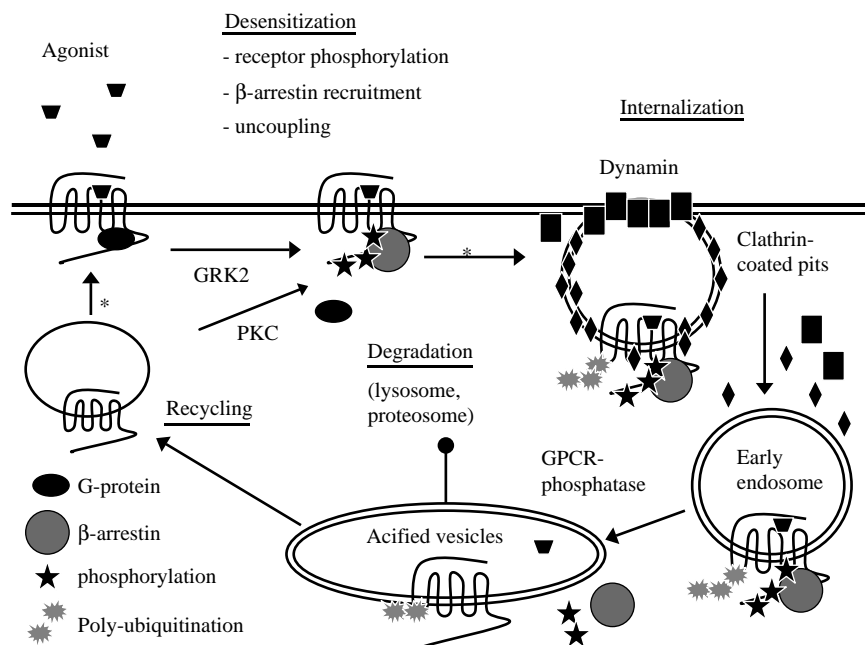 Desensitization
- receptor phosphorylation
- β-arrestin recruitment
- uncoupling
Agonist
Internalization
Dynamin
Clathrin-
coated pits
GRK2
*
*
PKC
Degradation
(lysosome,
proteosome)
Recycling
GPCR-
phosphatase
Early
endosome
Acified vesicles
G-protein
β-arrestin
phosphorylation
Poly-ubiquitination